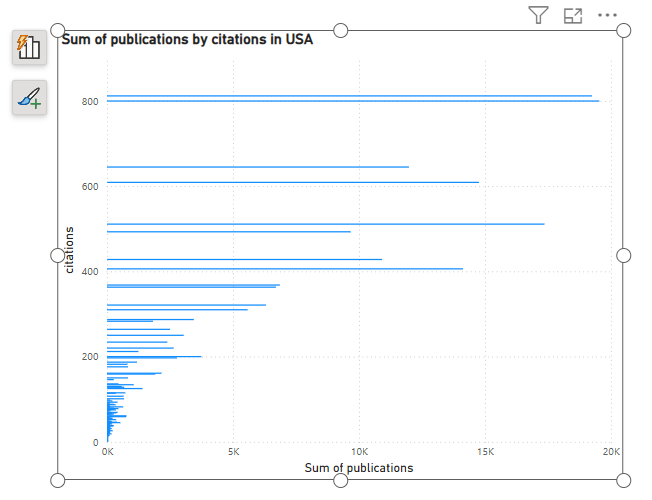 Sum of publications by citations in USA
800
600
400
200
0
citations
0K
5K
10K
15K
20K
Sum of publications